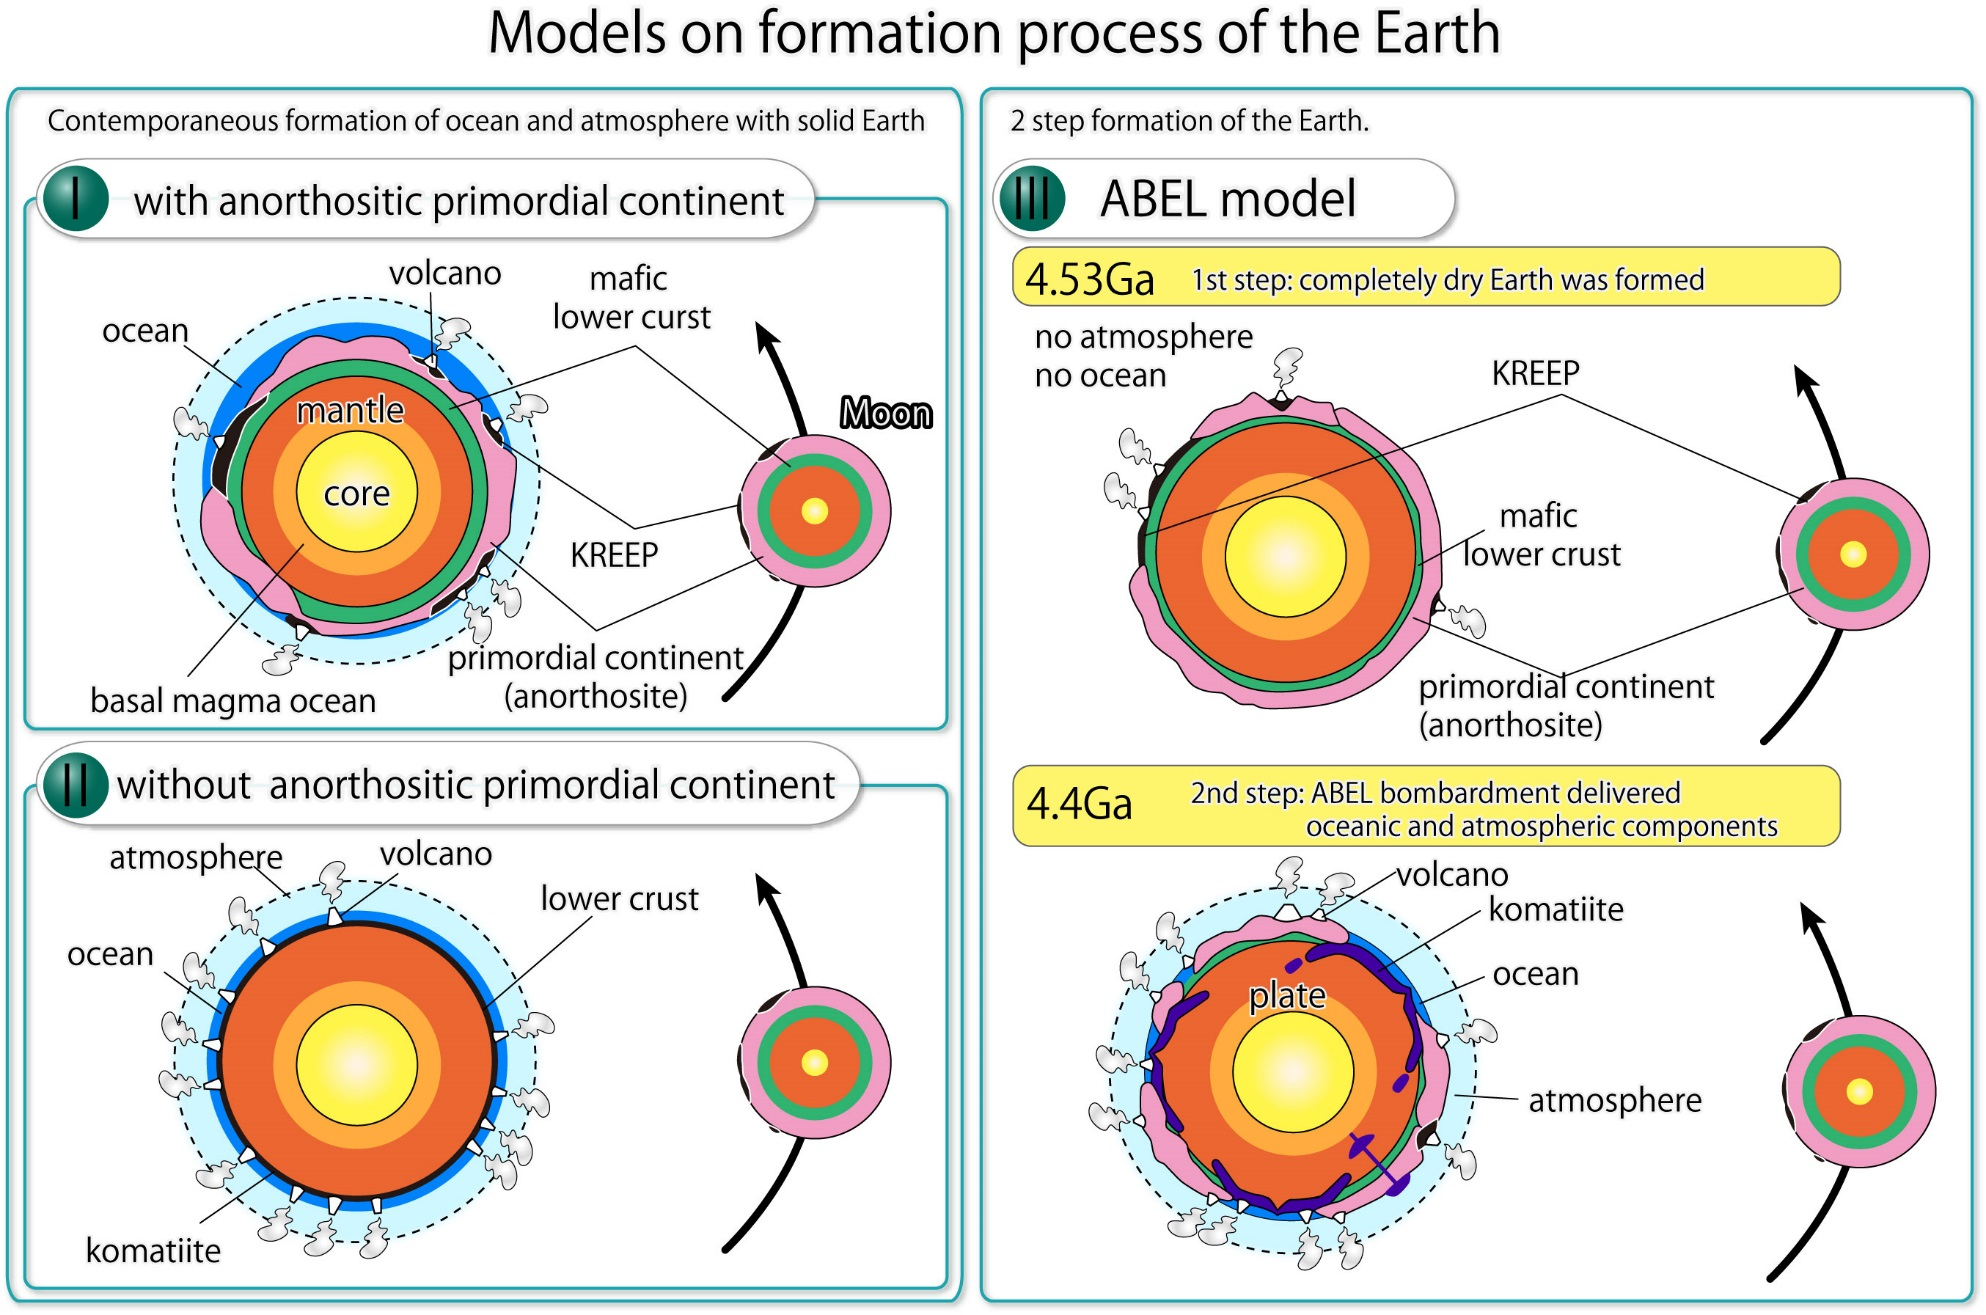 Models on formation process of the Earth
Contemporaneous formation of ocean and atmosphere with solid Earth
I with anorthositic primordial continent
volcano
mafic
lower curst
ocean
mantle
core
Moon
KREEP
primordial continent
(anorthosite)
basal magma ocean
II without anorthositic primordial continent
atmosphere
volcano
lower crust
ocean
komatiite
2 step formation of the Earth.
III ABEL model
4.53Ga 1st step: completely dry Earth was formed
no atmosphere
no ocean
KREEP
mafic
lower crust
primordial continent
(anorthosite)
4.4Ga 2nd step: ABEL bombardment delivered
oceanic and atmospheric components
volcano
komatiite
ocean
plate
atmosphere